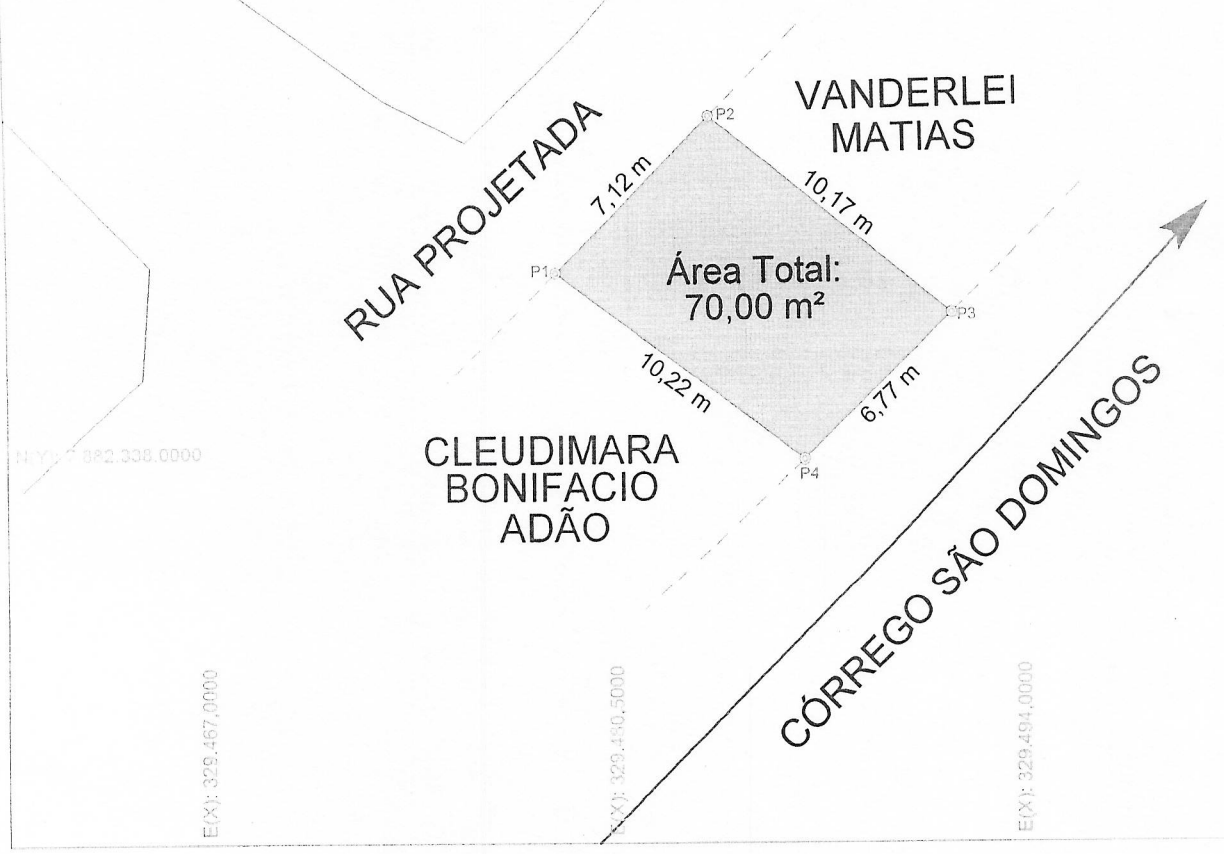 VANDERLEI
MATIAS
RUA PROJETADA
P2
7,12 m
10,17 m
P1
Área Total:
70,00 m²
P3
10,22 m
6,77 m
P4
CLEUDIMARA
BONIFACIO
ADÃO
882.338.0000
CÓRREGO SÃO DOMINGOS
E(X): 329.467.0000
E(X): 329.480.5000
E(X): 329.494.0000